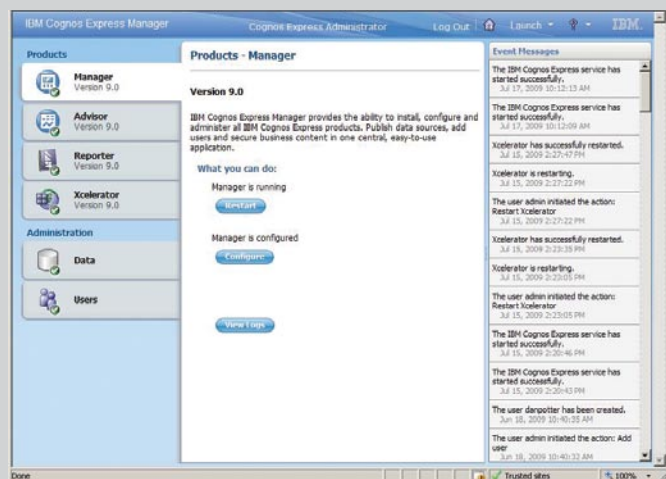 IBM Cognos Express Manager
Cognos Express Administrator
Log Out
Launch
IBM.
Products
Manager
Version 9.0
Advisor
Version 9.0
Reporter
Version 9.0
Xcelerator
Version 9.0
Administration
Data
Users
Products - Manager
Version 9.0
IBM Cognos Express Manager provides the ability to install, configure and
administer all IBM Cognos Express products. Publish data sources, add
users and secure business content in one central, easy-to-use
application.
What you can do:
Manager is running
Restart
Manager is configured
Configure
View Logs
Event Messages
The IBM Cognos Express service has
started successfully.
Jul 17, 2009 10:12:13 AM
The IBM Cognos Express service has
started successfully.
Jul 17, 2009 10:12:09 AM
Xcelerator has successfully restarted.
Jul 15, 2009 2:27:47 PM
Xcelerator is restarting.
Jul 15, 2009 2:27:22 PM
The user admin initiated the action:
Restart Xcelerator
Jul 15, 2009 2:27:22 PM
Xcelerator has successfully restarted.
Jul 15, 2009 2:23:35 PM
Xcelerator is restarting.
Jul 15, 2009 2:23:05 PM
The user admin initiated the action:
Restart Xcelerator
Jul 15, 2009 2:23:05 PM
The IBM Cognos Express service has
started successfully.
Jul 15, 2009 2:20:46 PM
The IBM Cognos Express service has
started successfully.
Jul 15, 2009 2:20:43 PM
The user danpotter has been created.
Jun 18, 2009 10:40:35 AM
The user admin initiated the action: Add
user
Jun 18, 2009 10:40:32 AM
Done
Trusted sites
100%